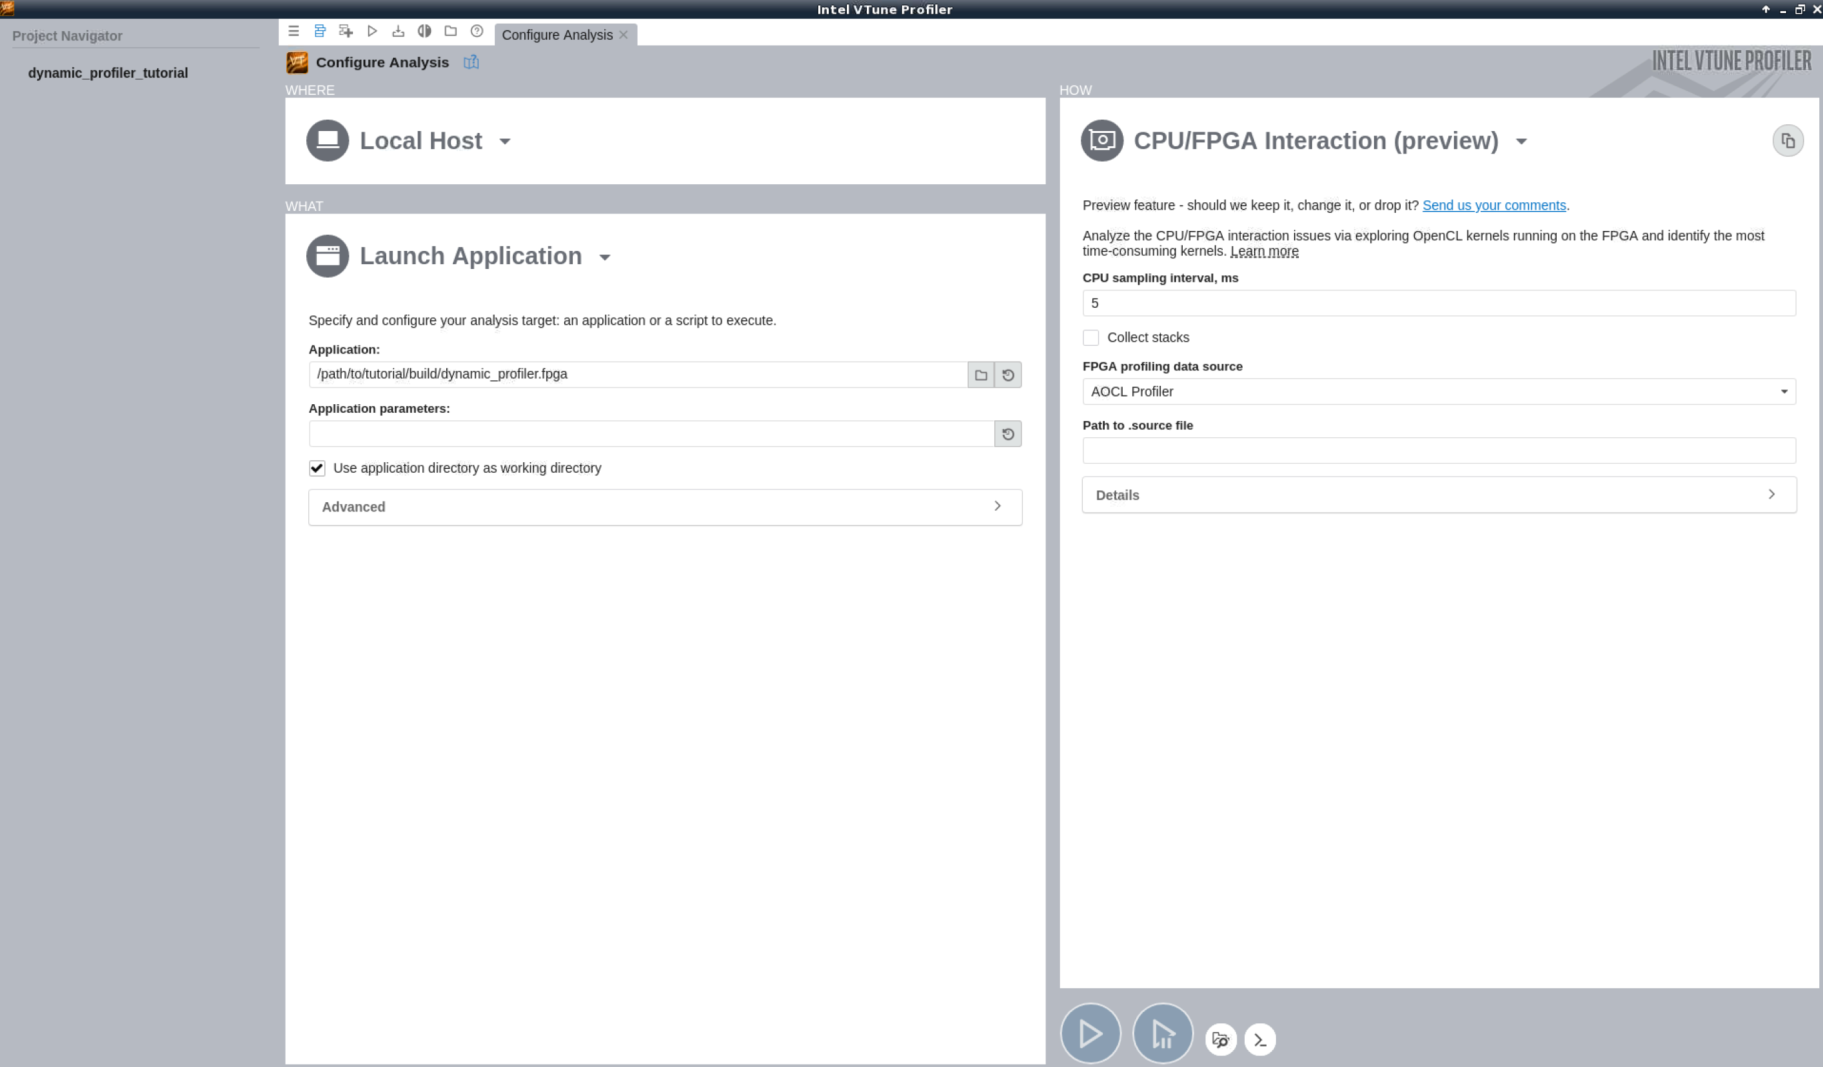 Intel VTune Profiler
Project Navigator
dynamic_profiler_tutorial
Configure Analysis
Configure Analysis
INTEL VTUNE PROFILER
WHERE
Local Host
WHAT
Launch Application
Specify and configure your analysis target: an application or a script to execute.
Application:
/path/to/tutorial/build/dynamic_profiler.fpga
Application parameters:
Use application directory as working directory
Advanced
HOW
CPU/FPGA Interaction (preview)
Preview feature - should we keep it, change it, or drop it? Send us your comments.
Analyze the CPU/FPGA interaction issues via exploring OpenCL kernels running on the FPGA and identify the most
time-consuming kernels. Learn more
CPU sampling interval, ms
5
Collect stacks
FPGA profiling data source
AOCL Profiler
Path to .source file
Details